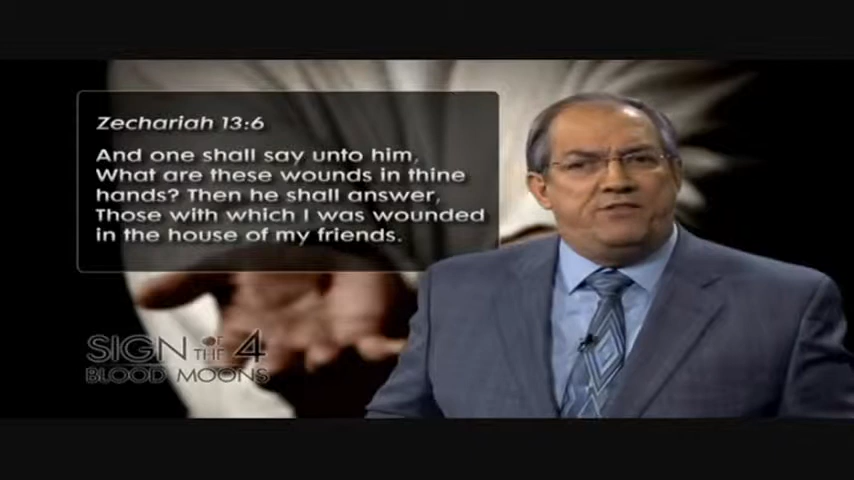 Zechariah 13:6
And one shall say unto him,
What are these wounds in thine
hands? Then he shall answer,
Those with which I was wounded
in the house of my friends.
SIGN OF THE 4
BLOOD MOONS